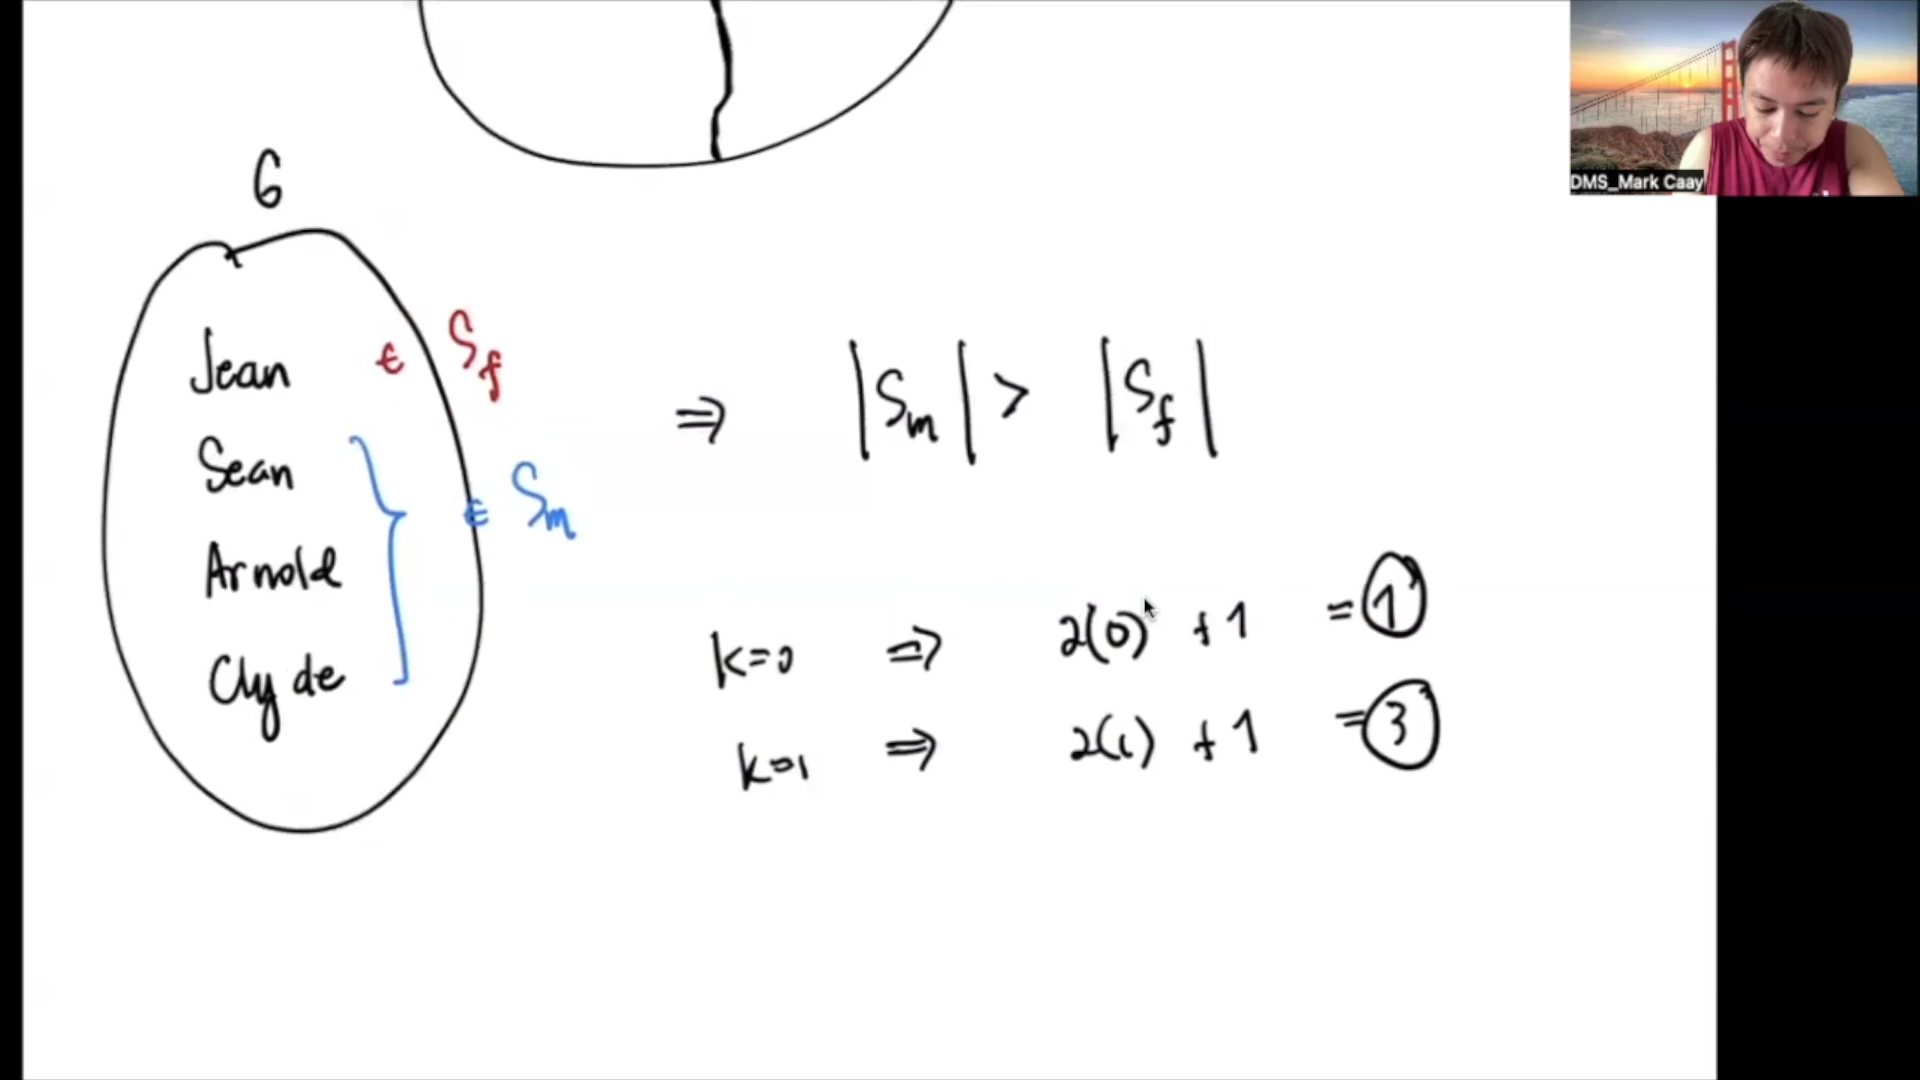 DMS_Mark Caay
G
Jean ∈ S_f
Sean
Arnold
Clyde
∈ S_m
⇒ |S_m| > |S_f|
k=0 ⇒ 2(0) + 1 = 1
k=1 ⇒ 2(1) + 1 = 3